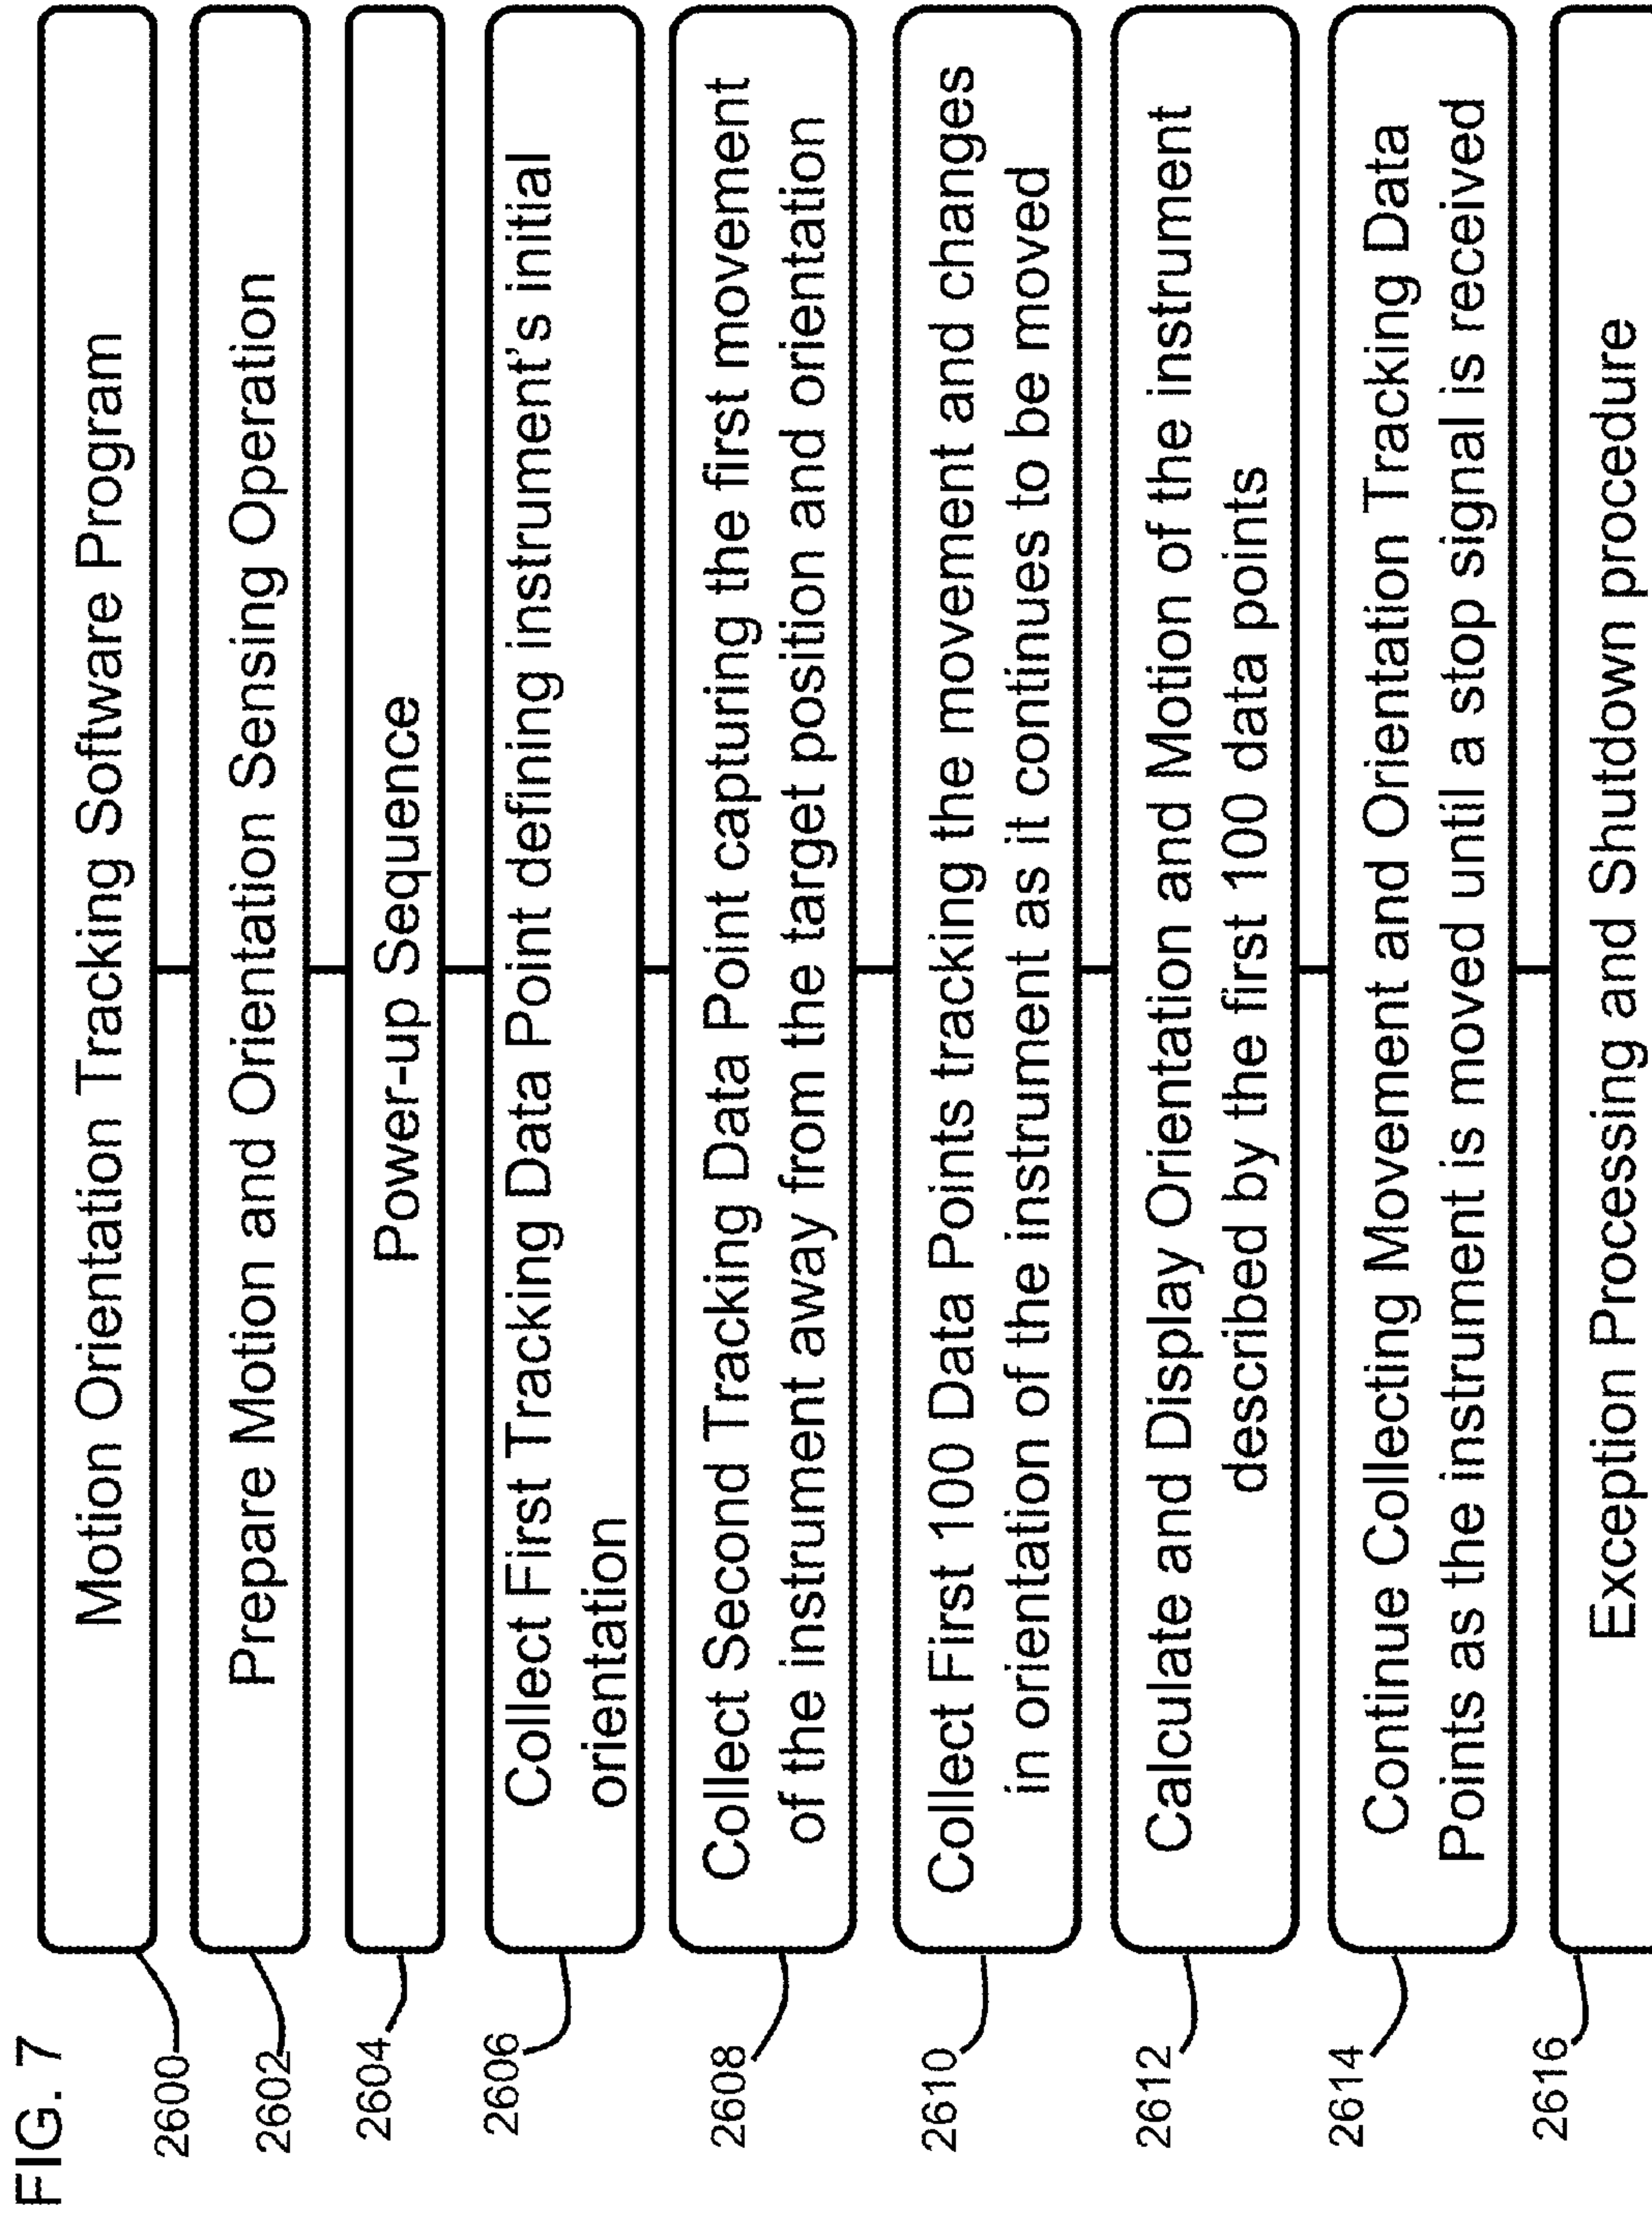 FIG. 7
2600
Motion Orientation Tracking Software Program
2602
Prepare Motion and Orientation Sensing Operation
2604
Power-up Sequence
2606
Collect First Tracking Data Point defining instrument's initial
orientation
2608
Collect Second Tracking Data Point capturing the first movement
of the instrument away from the target position and orientation
2610
Collect First 100 Data Points tracking the movement and changes
in orientation of the instrument as it continues to be moved
2612
Calculate and Display Orientation and Motion of the instrument
described by the first 100 data points
2614
Continue Collecting Movement and Orientation Tracking Data
Points as the instrument is moved until a stop signal is received
2616
Exception Processing and Shutdown procedure